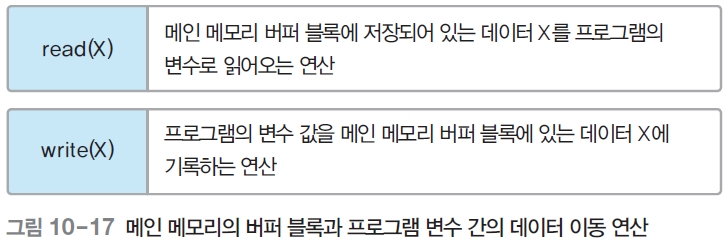 read(X)
메인 메모리 버퍼 블록에 저장되어 있는 데이터 X를 프로그램의
변수로 읽어오는 연산
write(X)
프로그램의 변수 값을 메인 메모리 버퍼 블록에 있는 데이터 X에
기록하는 연산
그림 10-17 메인 메모리의 버퍼 블록과 프로그램 변수 간의 데이터 이동 연산